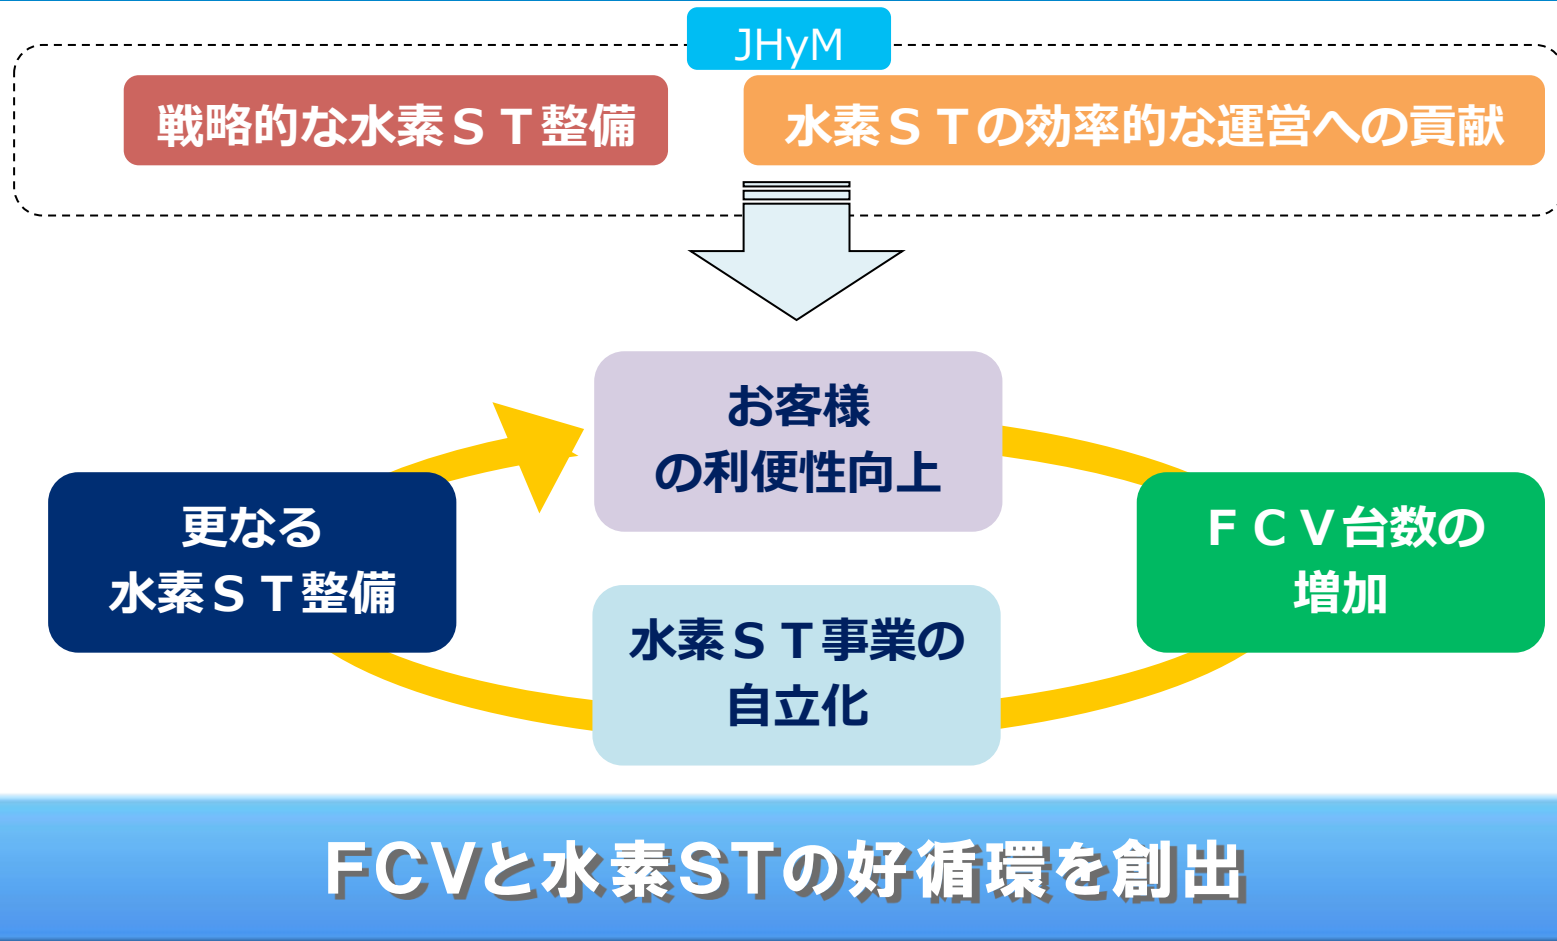 JHyM
戦略的な水素ＳＴ整備
水素ＳＴの効率的な運営への貢献
お客様
の利便性向上
更なる
水素ＳＴ整備
ＦＣＶ台数の
増加
水素ＳＴ事業の
自立化
FCVと水素STの好循環を創出